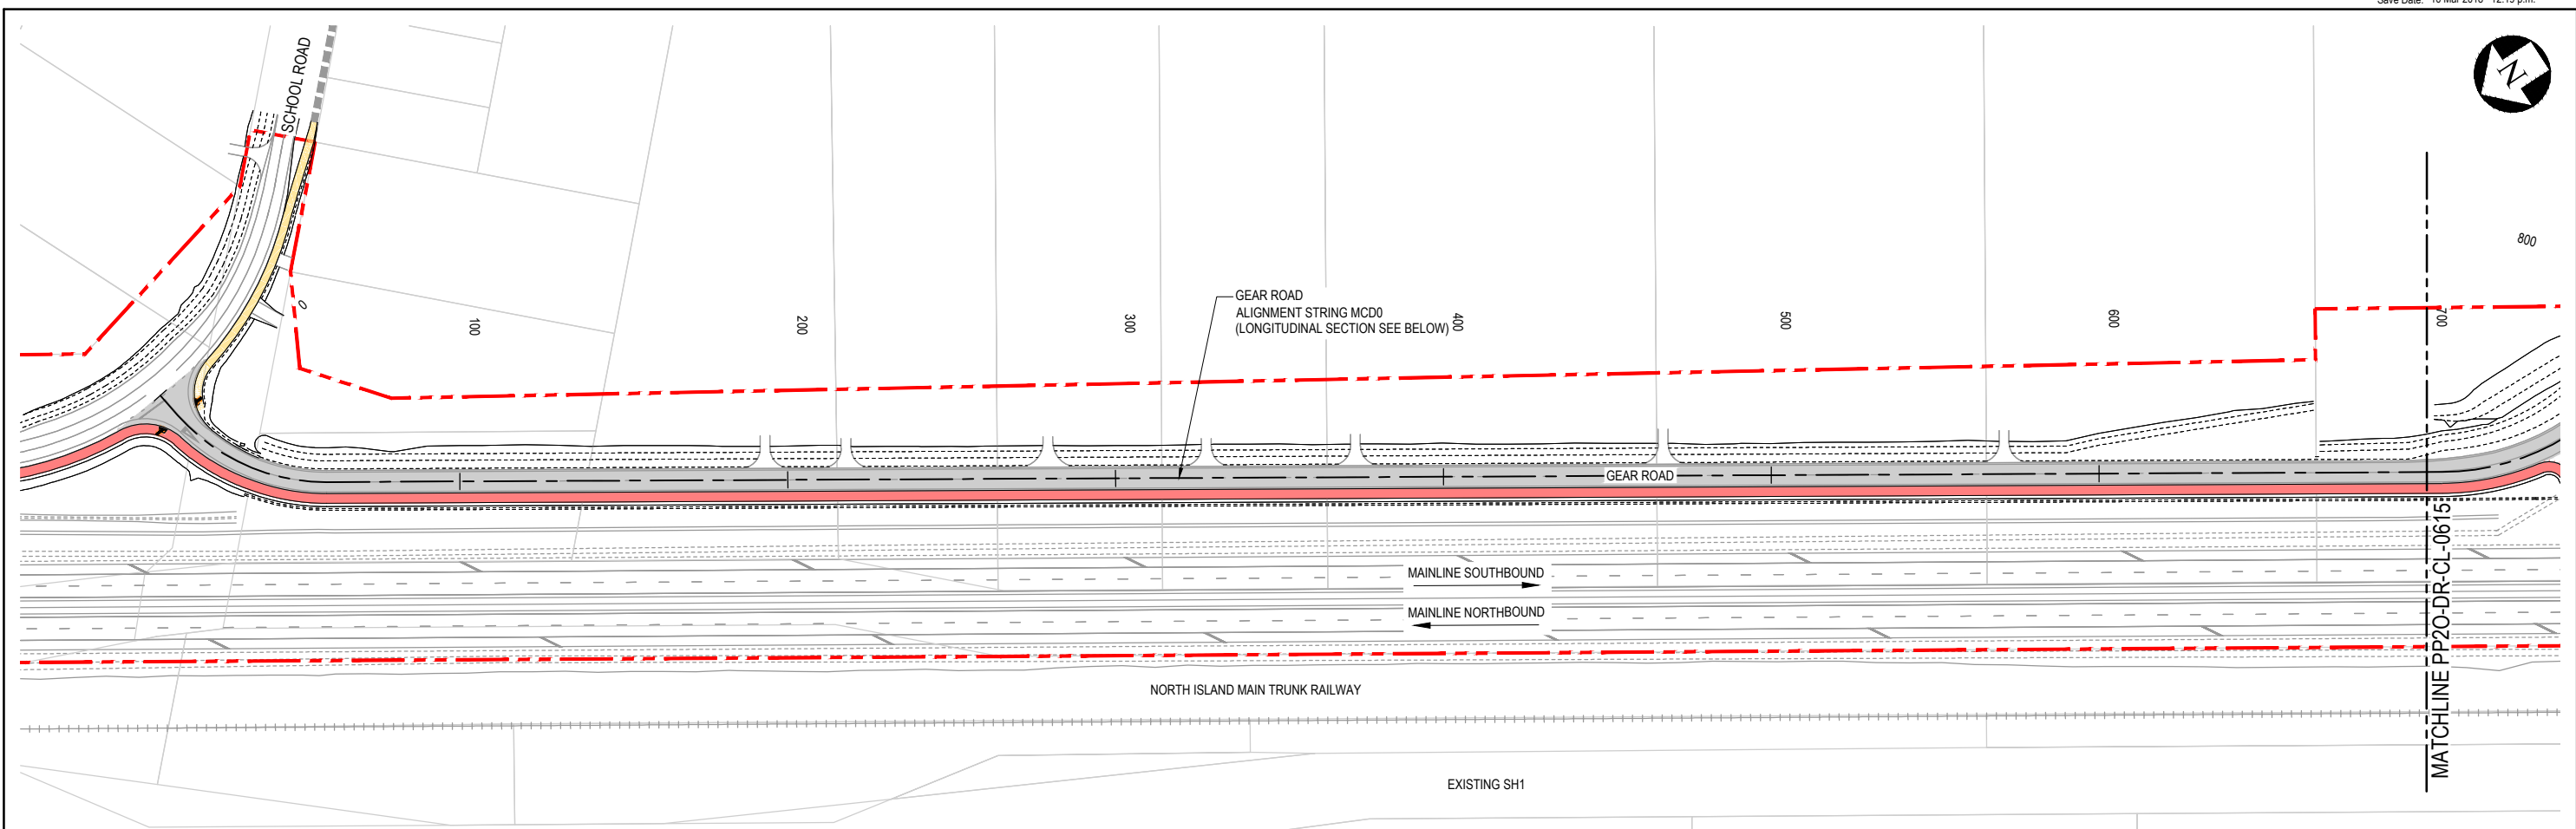 SCHOOL ROAD
N
0
100
200
300
400
500
600
700
800
GEAR ROAD
ALIGNMENT STRING MCD0
(LONGITUDINAL SECTION SEE BELOW)
GEAR ROAD
MAINLINE SOUTHBOUND
MAINLINE NORTHBOUND
NORTH ISLAND MAIN TRUNK RAILWAY
EXISTING SH1
MATCHLINE PP2O-DR-CL-0615